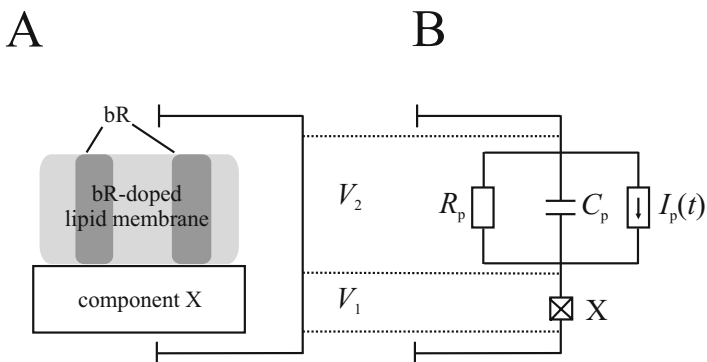 A
B
bR
bR-doped
lipid membrane
component X
V2
V1
Rp
Cp
Ip(t)
X